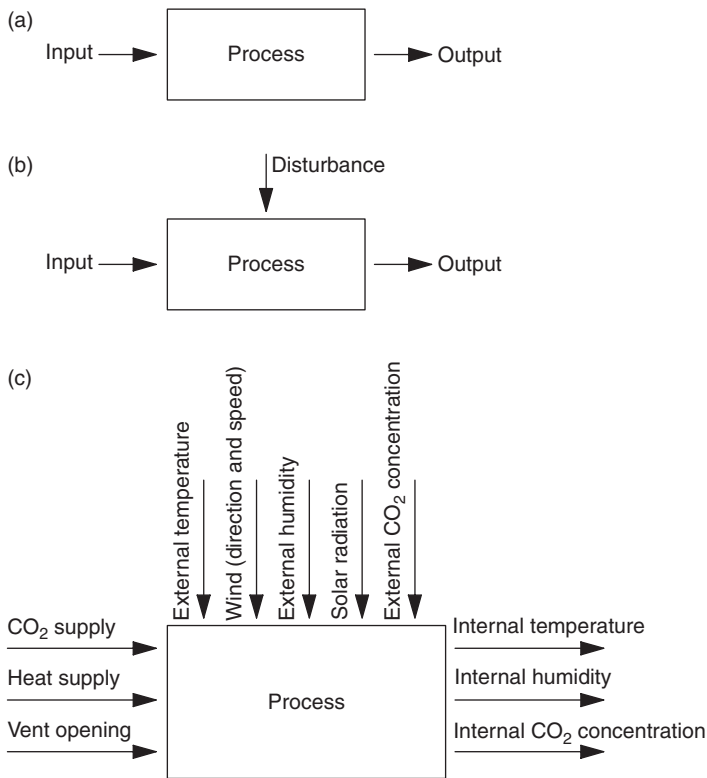 (a)
Input
Process
Output
(b)
Disturbance
Input
Process
Output
(c)
External temperature
Wind (direction and speed)
External humidity
Solar radiation
External CO₂ concentration
CO₂ supply
Heat supply
Vent opening
Process
Internal temperature
Internal humidity
Internal CO₂ concentration